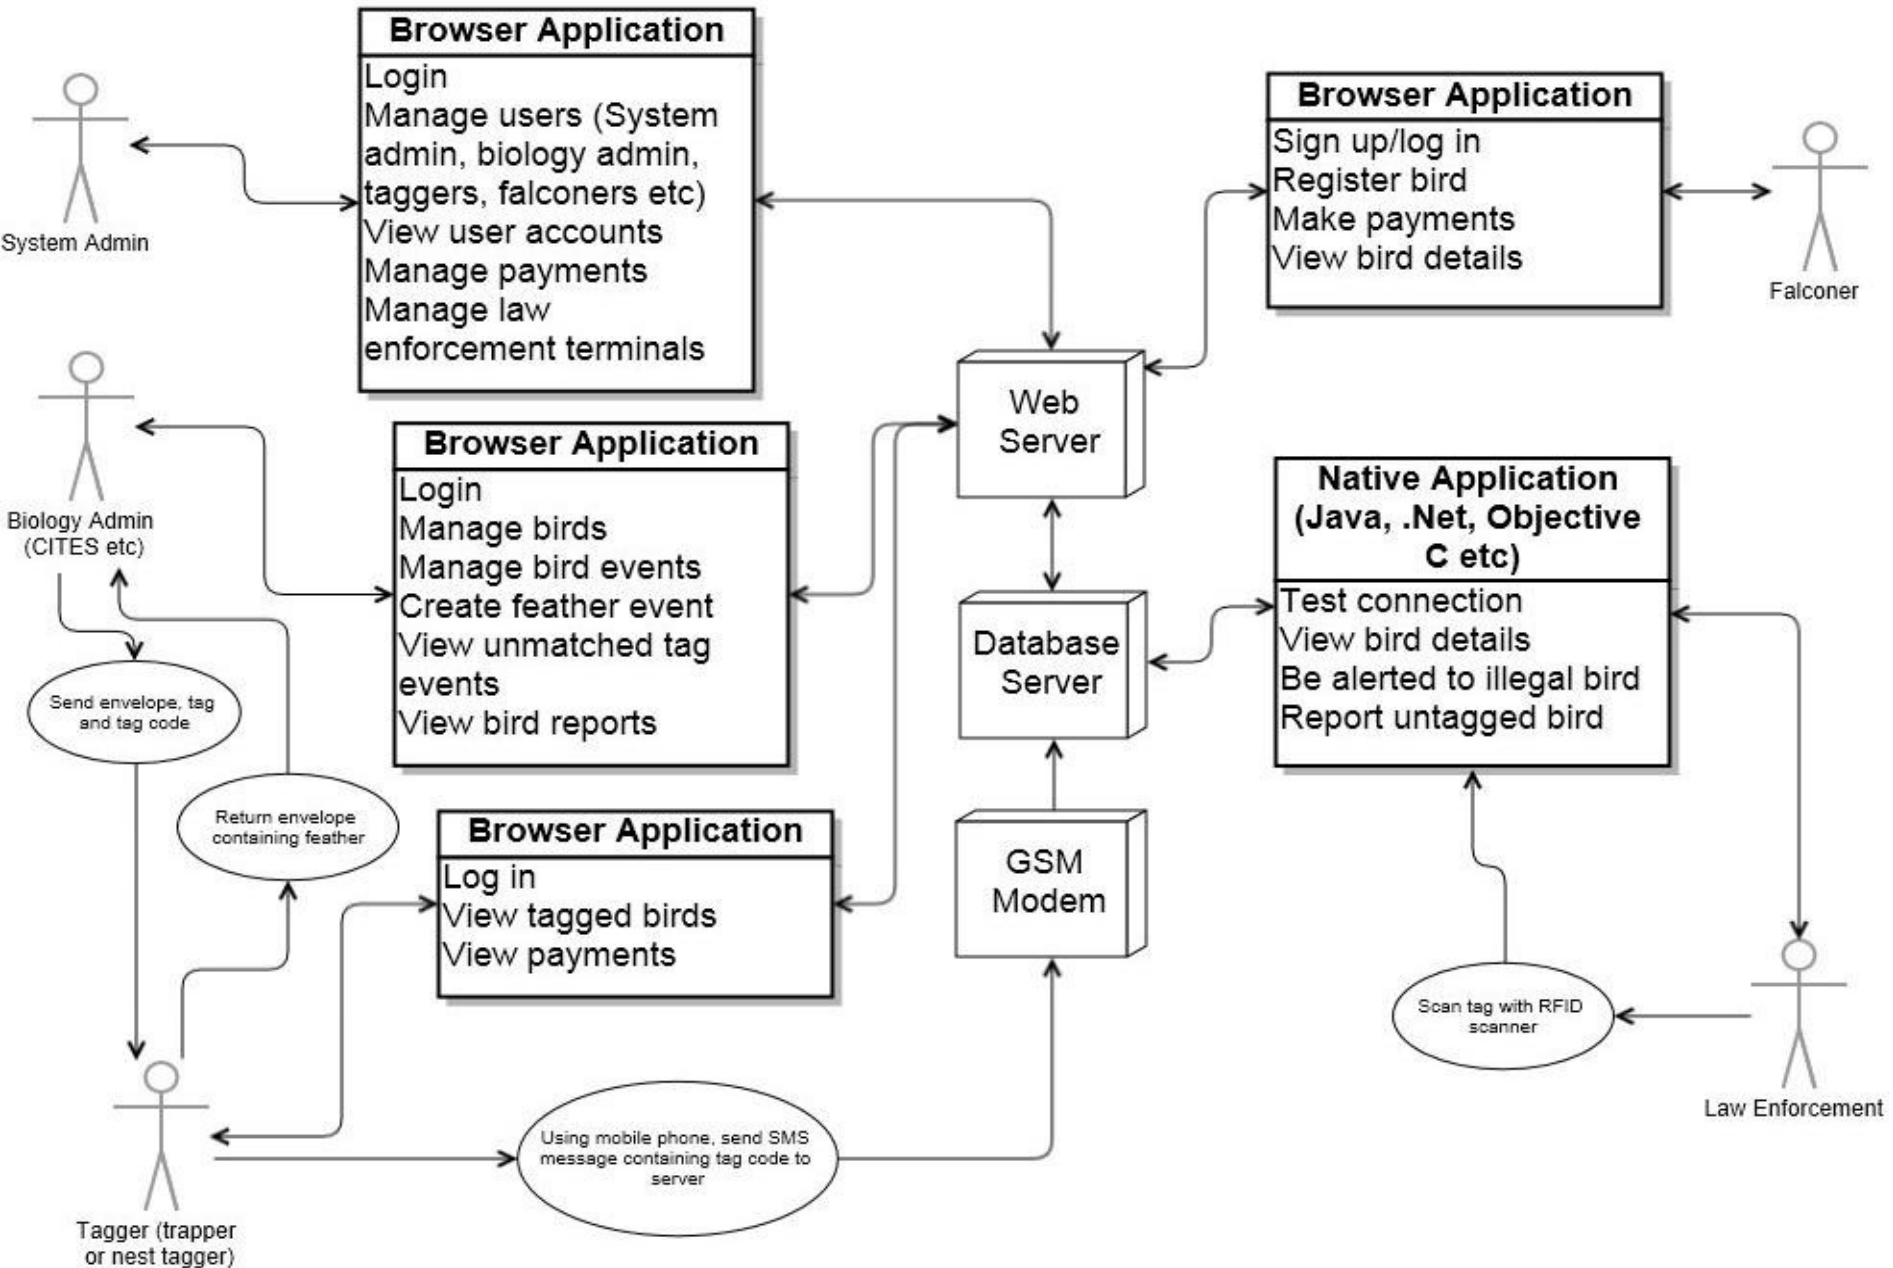 Browser Application
Login
Manage users (System
admin, biology admin,
taggers, falconers etc)
View user accounts
Manage payments
Manage law
enforcement terminals
System Admin
Browser Application
Sign up/log in
Register bird
Make payments
View bird details
Falconer
Web
Server
Browser Application
Login
Manage birds
Manage bird events
Create feather event
View unmatched tag
events
View bird reports
Biology Admin
(CITES etc)
Native Application
(Java, .Net, Objective
C etc)
Test connection
View bird details
Be alerted to illegal bird
Report untagged bird
Database
Server
Send envelope, tag
and tag code
Return envelope
containing feather
Browser Application
Log in
View tagged birds
View payments
GSM
Modem
Scan tag with RFID
scanner
Law Enforcement
Using mobile phone, send SMS
message containing tag code to
server
Tagger (trapper
or nest tagger)